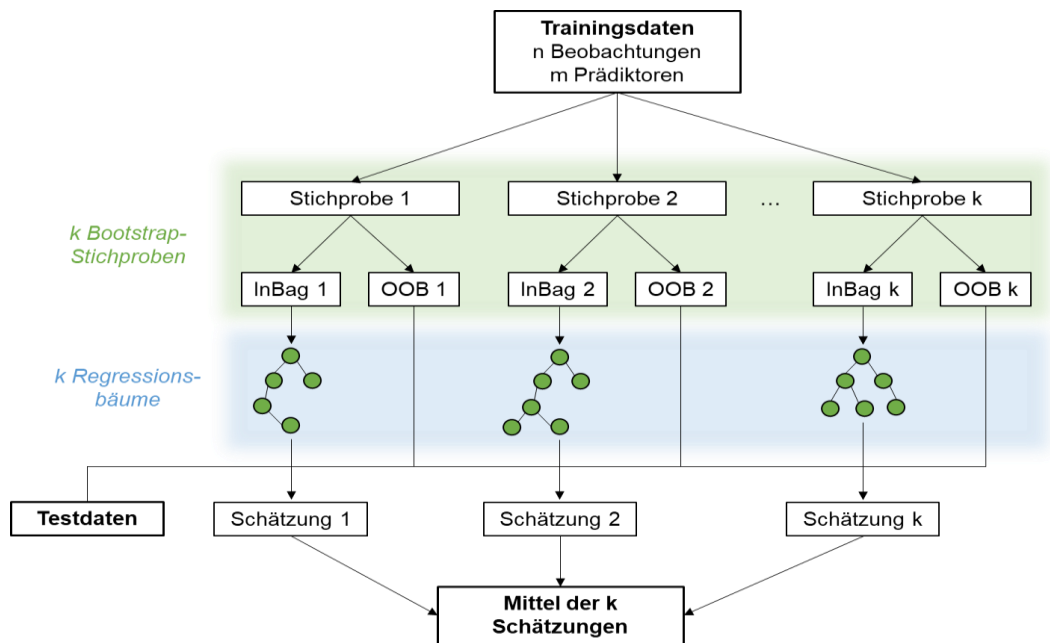 Trainingsdaten
n Beobachtungen
m Prädiktoren
Stichprobe 1
Stichprobe 2
...
Stichprobe k
k Bootstrap-
Stichproben
InBag 1
OOB 1
InBag 2
OOB 2
InBag k
OOB k
k Regressions-
bäume
Testdaten
Schätzung 1
Schätzung 2
Schätzung k
Mittel der k
Schätzungen